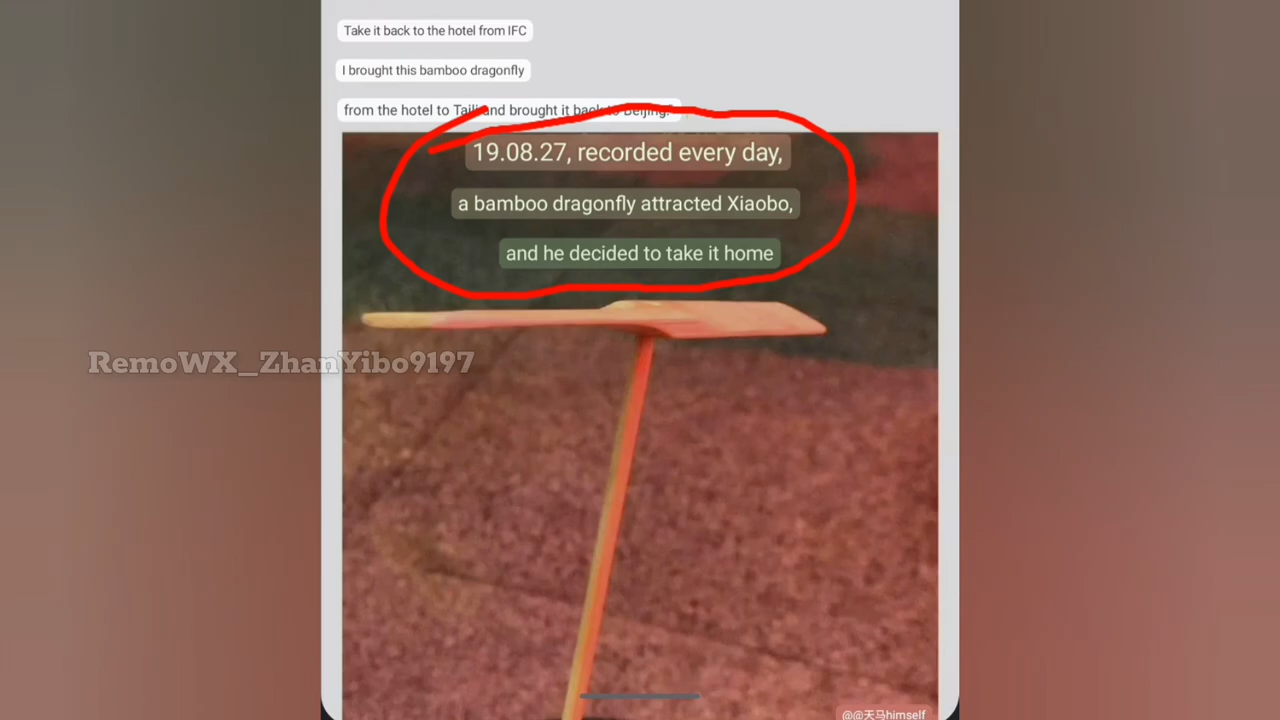 Take it back to the hotel from IFC
I brought this bamboo dragonfly
from the hotel to Taili and brought it back to Beijing?
19.08.27, recorded every day,
a bamboo dragonfly attracted Xiaobo,
and he decided to take it home
RemoWX_ZhanYibo9197
@@天马himself